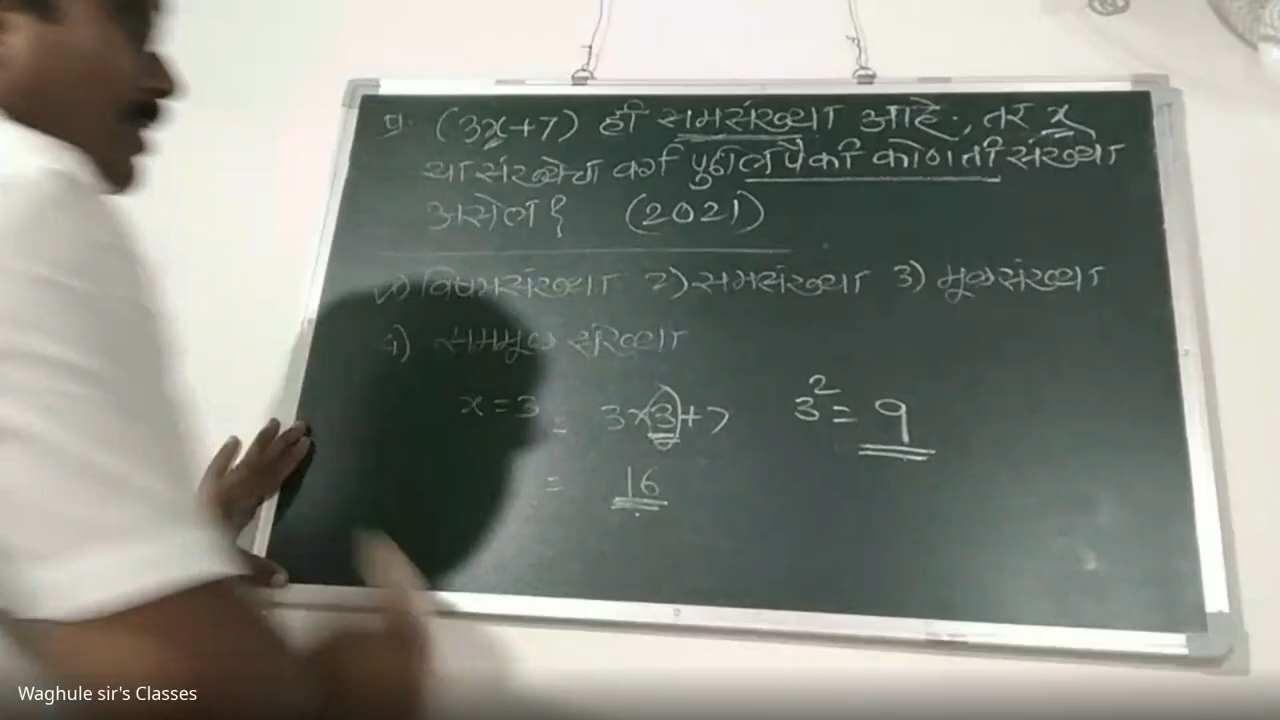 प्र. (3x+7) ही समसंख्या आहे., तर x
या संख्येचा वर्ग पुढीलपैकी कोणती संख्या
असेल? (2021)
1) विषमसंख्या 2) समसंख्या 3) मूळसंख्या
4) सममूळ संख्या
x = 3 = 3×3+7 3² = 9
= 16
Waghule sir's Classes